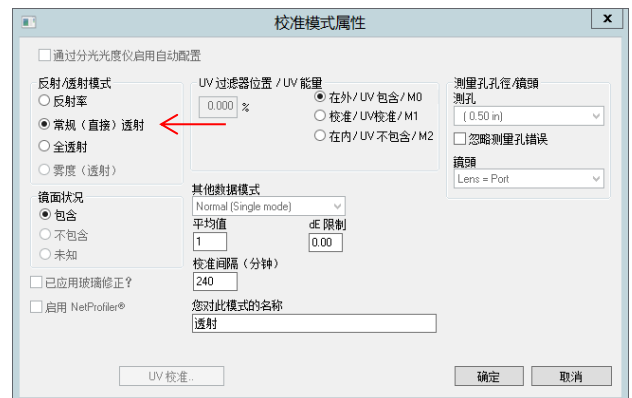 校准模式属性
x
通过分光光度仪启用自动配置
反射/透射模式
反射率
常规（直接）透射
全透射
雾度（透射）
镜面状况
包含
不包含
未知
已应用玻璃修正?
启用 NetProfiler®
UV 过滤器位置 / UV 能量
0.000 %
在外/ UV 包含/ M0
校准/ UV校准/ M1
在内/ UV 不包含/ M2
其他数据模式
Normal (Single mode)
平均值 dE 限制
1 0.00
校准间隔（分钟）
240
您对此模式的名称
透射
测量孔孔径/镜頭
测孔
( 0.50 in)
忽略测量孔错误
镜頭
Lens = Port
UV 校准..
确定 取消